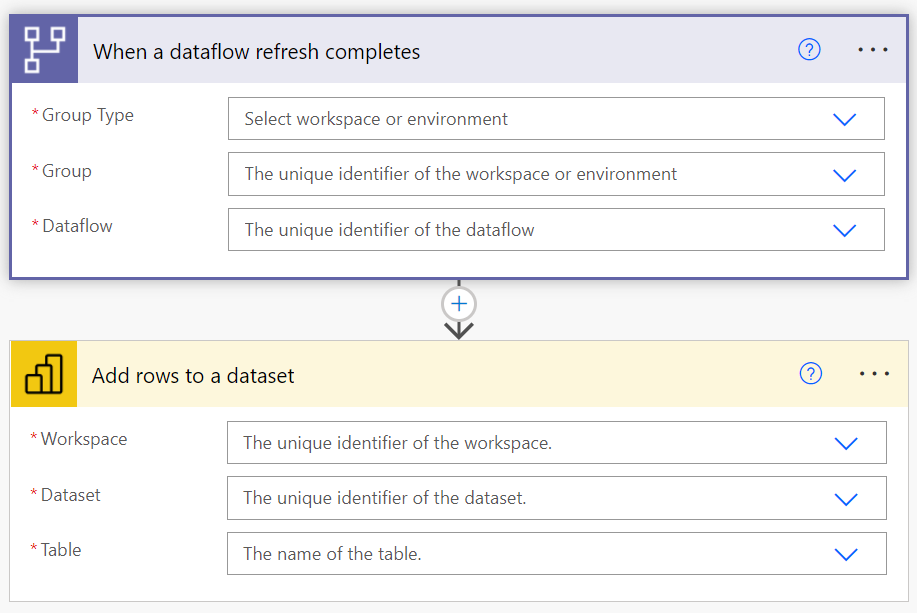 When a dataflow refresh completes
* Group Type
Select workspace or environment
* Group
The unique identifier of the workspace or environment
* Dataflow
The unique identifier of the dataflow
Add rows to a dataset
* Workspace
The unique identifier of the workspace.
* Dataset
The unique identifier of the dataset.
* Table
The name of the table.